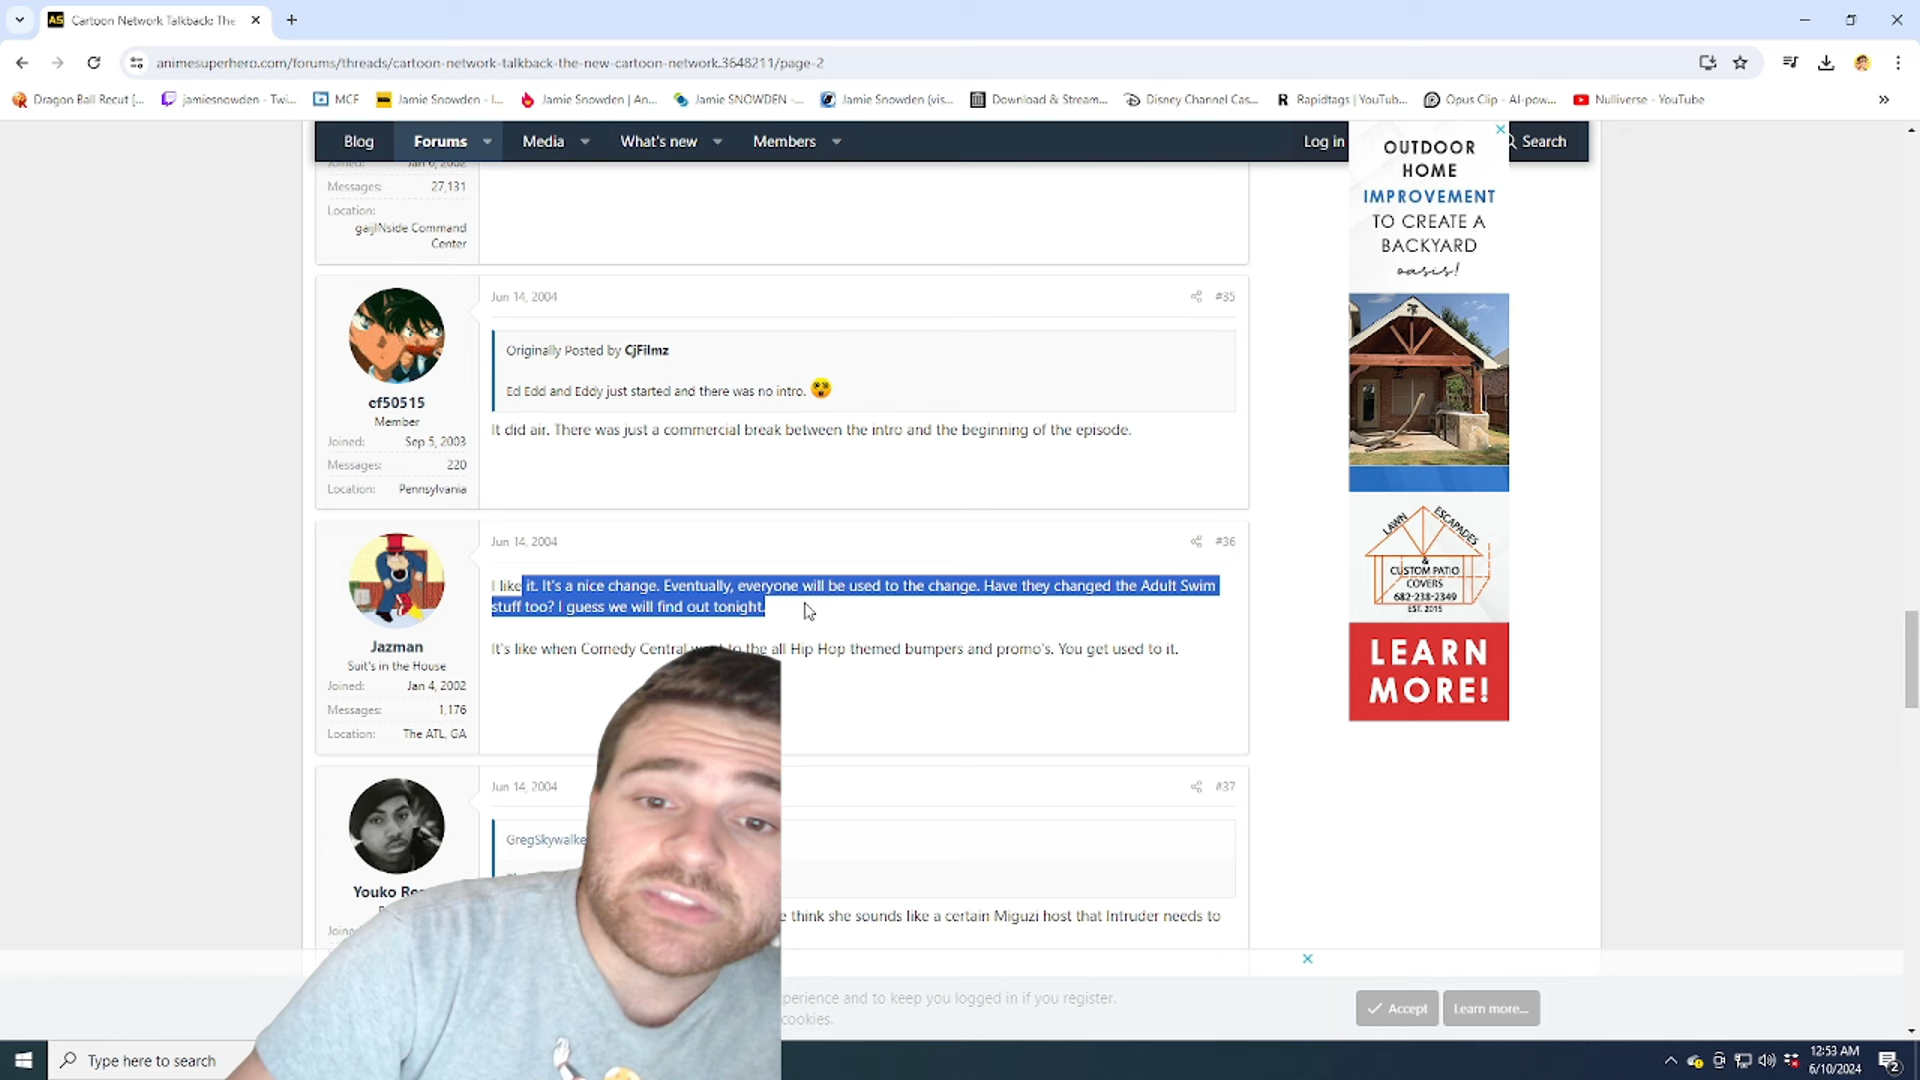 AS Cartoon Network Talkback: The
animesuperhero.com/forums/threads/cartoon-network-talkback-the-new-cartoon-network.3648211/page-2
Dragon Ball Recut [... jamiesnowden - Twi... MCF Jamie Snowden - I... Jamie Snowden | An... Jamie SNOWDEN -... Jamie Snowden (vis... Download & Stream... Disney Channel Cas... Rapidtags | YouTub... Opus Clip - AI-pow... Nulliverse - YouTube
Blog Forums Media What's new Members Log in Search
Joined: Jan 6, 2002
Messages: 27,131
Location:
gaijINside Command
Center
Jun 14, 2004 #35
Originally Posted by CjFilmz
Ed Edd and Eddy just started and there was no intro.
It did air. There was just a commercial break between the intro and the beginning of the episode.
ef50515
Member
Joined: Sep 5, 2003
Messages: 220
Location: Pennsylvania
Jun 14, 2004 #36
I like it. It's a nice change. Eventually, everyone will be used to the change. Have they changed the Adult Swim
stuff too? I guess we will find out tonight.
It's like when Comedy Central went to the all Hip Hop themed bumpers and promo's. You get used to it.
Jazman
Suit's in the House
Joined: Jan 4, 2002
Messages: 1,176
Location: The ATL, GA
Jun 14, 2004 #37
GregSkywalke
Youko
Joined
think she sounds like a certain Miguzi host that Intruder needs to
perience and to keep you logged in if you register.
cookies.
Accept Learn more...
OUTDOOR
HOME
IMPROVEMENT
TO CREATE A
BACKYARD
oasis!
LAWN ESCAPADES
&
CUSTOM PATIO
COVERS
682-238-2349
EST. 2015
LEARN
MORE!
Type here to search
12:53 AM
6/10/2024
2